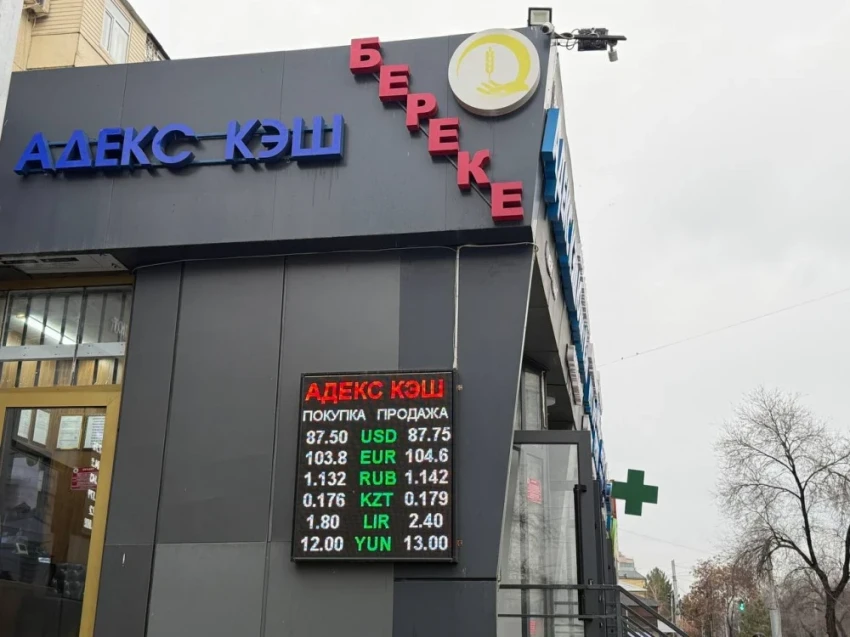 АДЕКС КЭШ
БЕРЕКЕ
АДЕКС КЭШ
ПОКУПКА ПРОДАЖА
87.50 USD 87.75
103.8 EUR 104.6
1.132 RUB 1.142
0.176 KZT 0.179
1.80 LIR 2.40
12.00 YUN 13.00